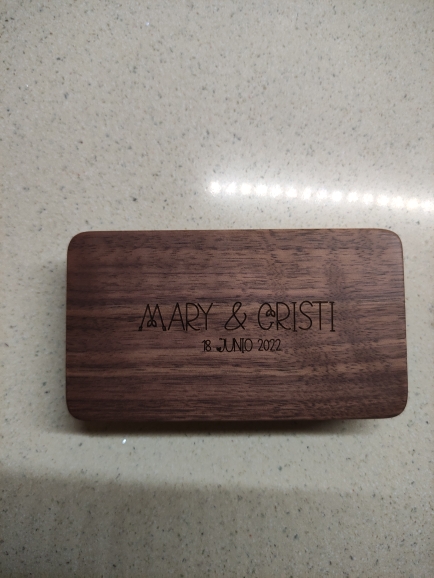 MARY & CRISTI
18 JUNIO 2022